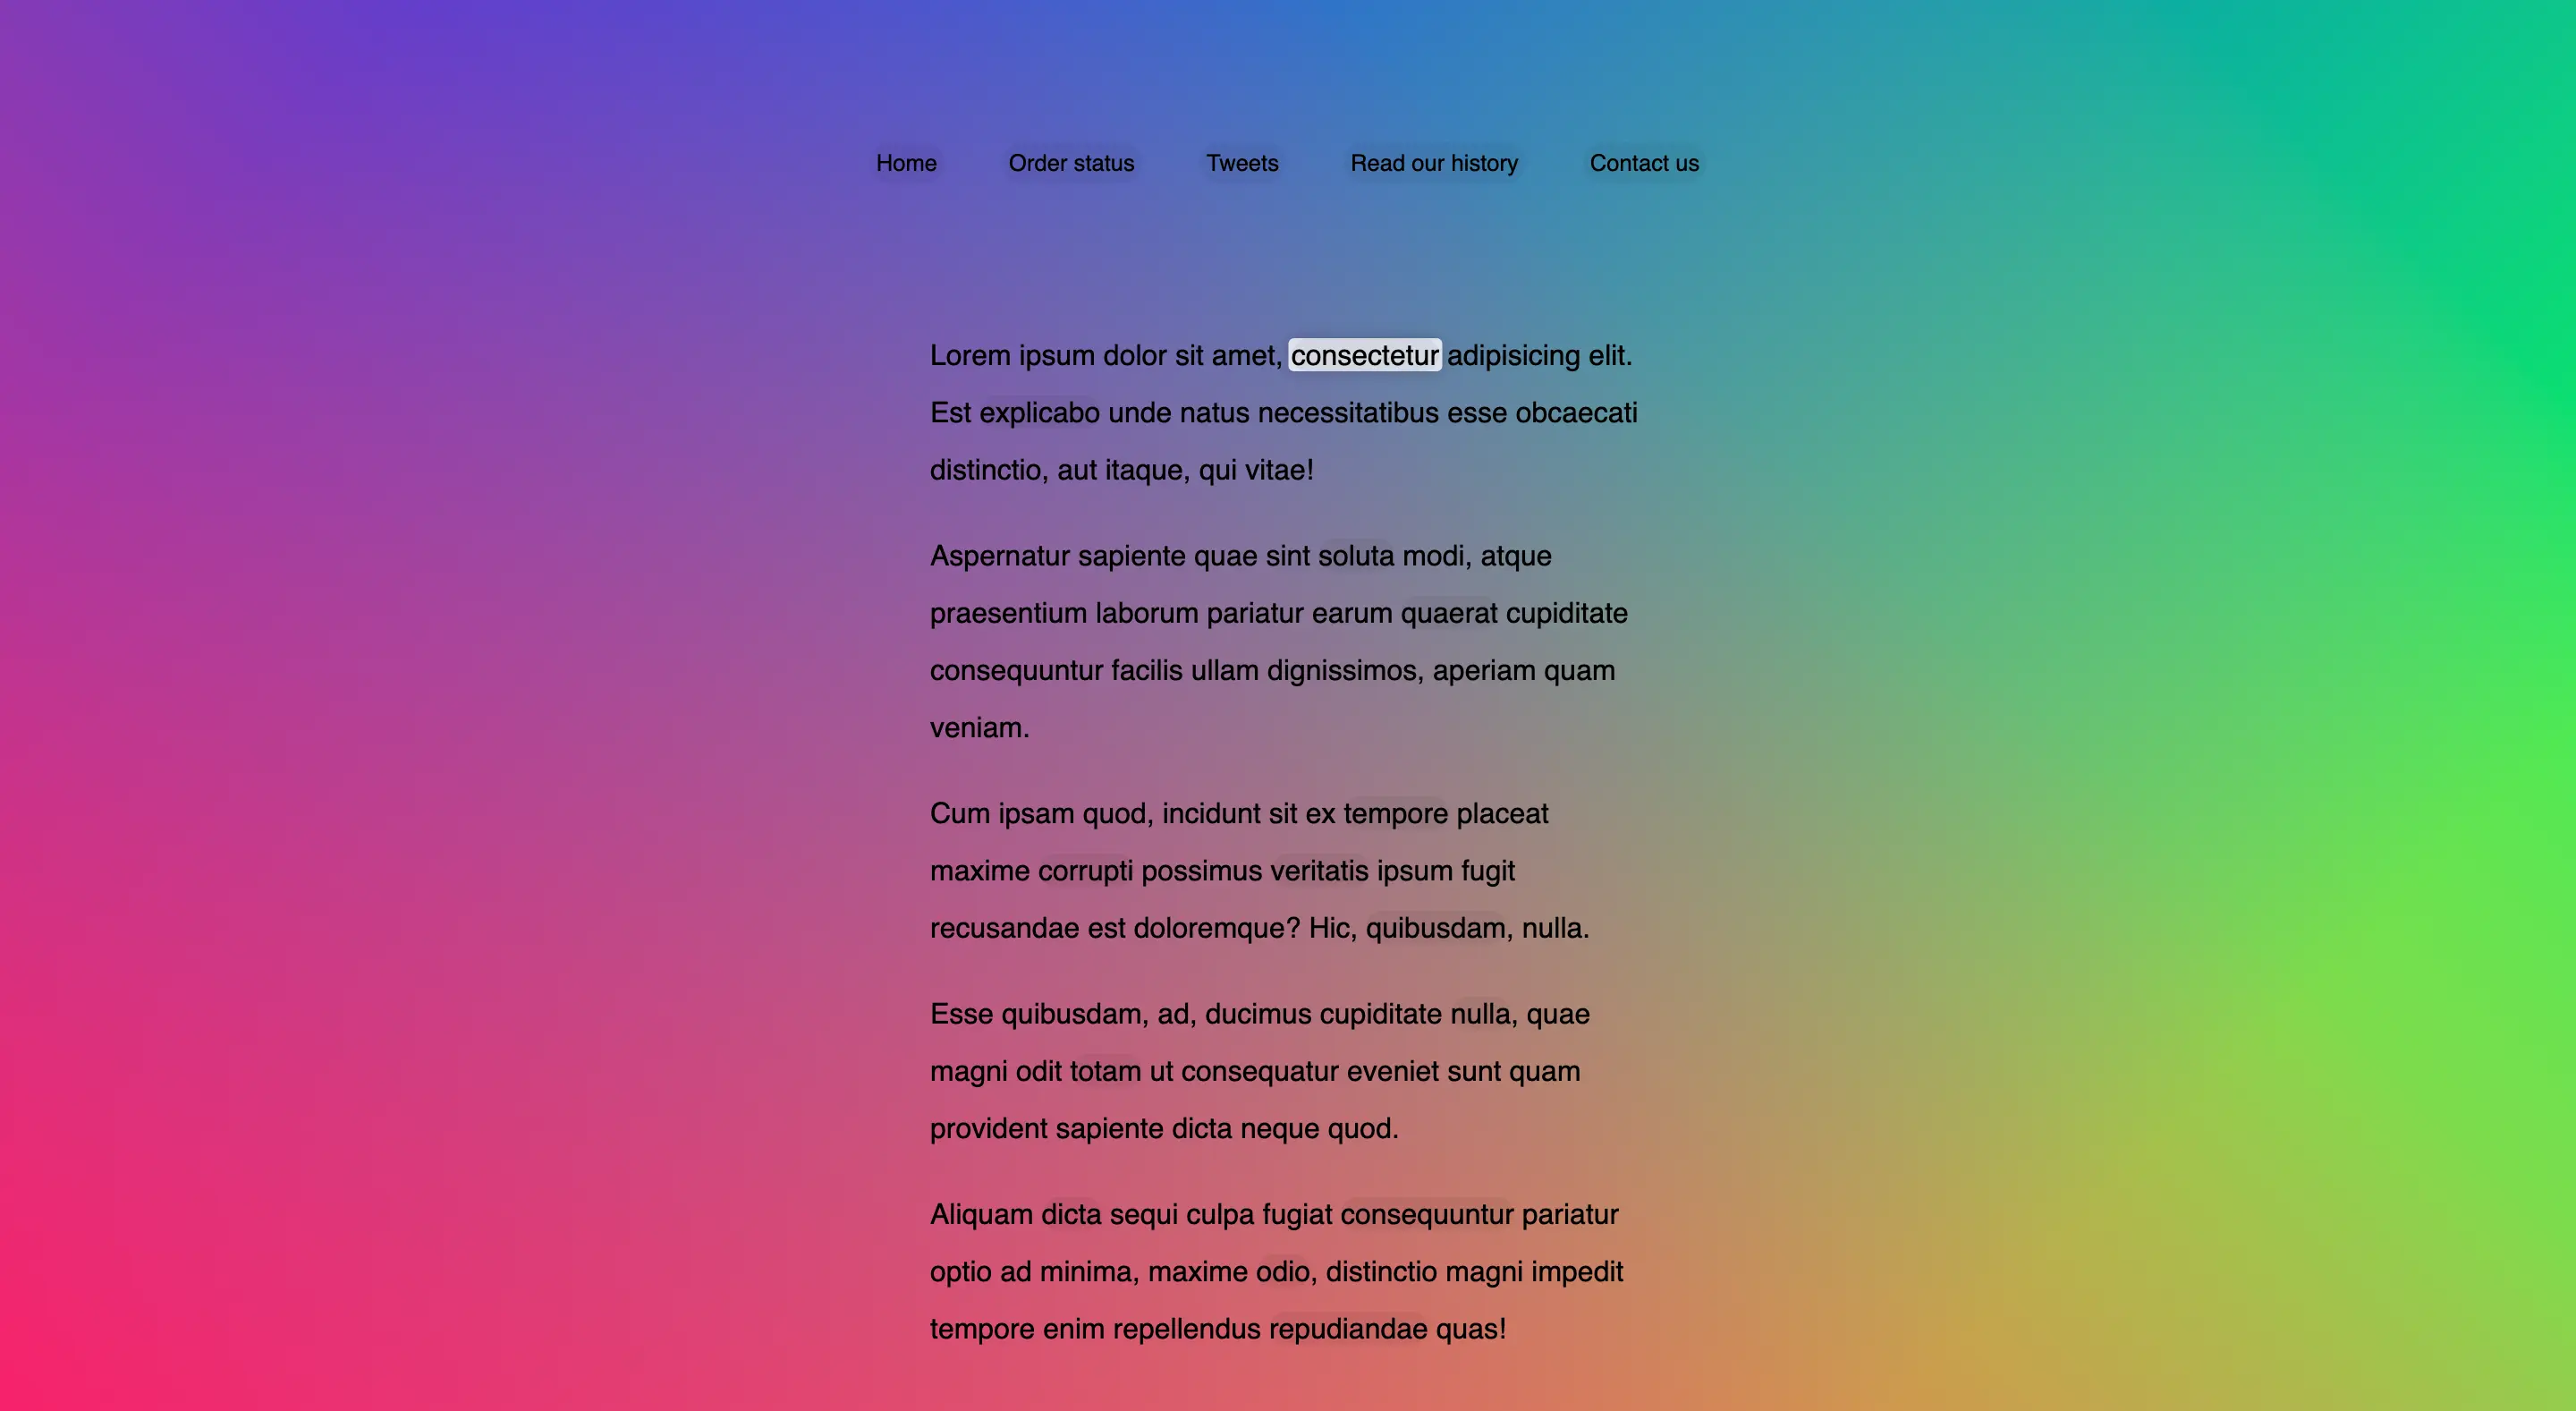 Home Order status Tweets Read our history Contact us
Lorem ipsum dolor sit amet, consectetur adipisicing elit.
Est explicabo unde natus necessitatibus esse obcaecati
distinctio, aut itaque, qui vitae!
Aspernatur sapiente quae sint soluta modi, atque
praesentium laborum pariatur earum quaerat cupiditate
consequuntur facilis ullam dignissimos, aperiam quam
veniam.
Cum ipsam quod, incidunt sit ex tempore placeat
maxime corrupti possimus veritatis ipsum fugit
recusandae est doloremque? Hic, quibusdam, nulla.
Esse quibusdam, ad, ducimus cupiditate nulla, quae
magni odit totam ut consequatur eveniet sunt quam
provident sapiente dicta neque quod.
Aliquam dicta sequi culpa fugiat consequuntur pariatur
optio ad minima, maxime odio, distinctio magni impedit
tempore enim repellendus repudiandae quas!